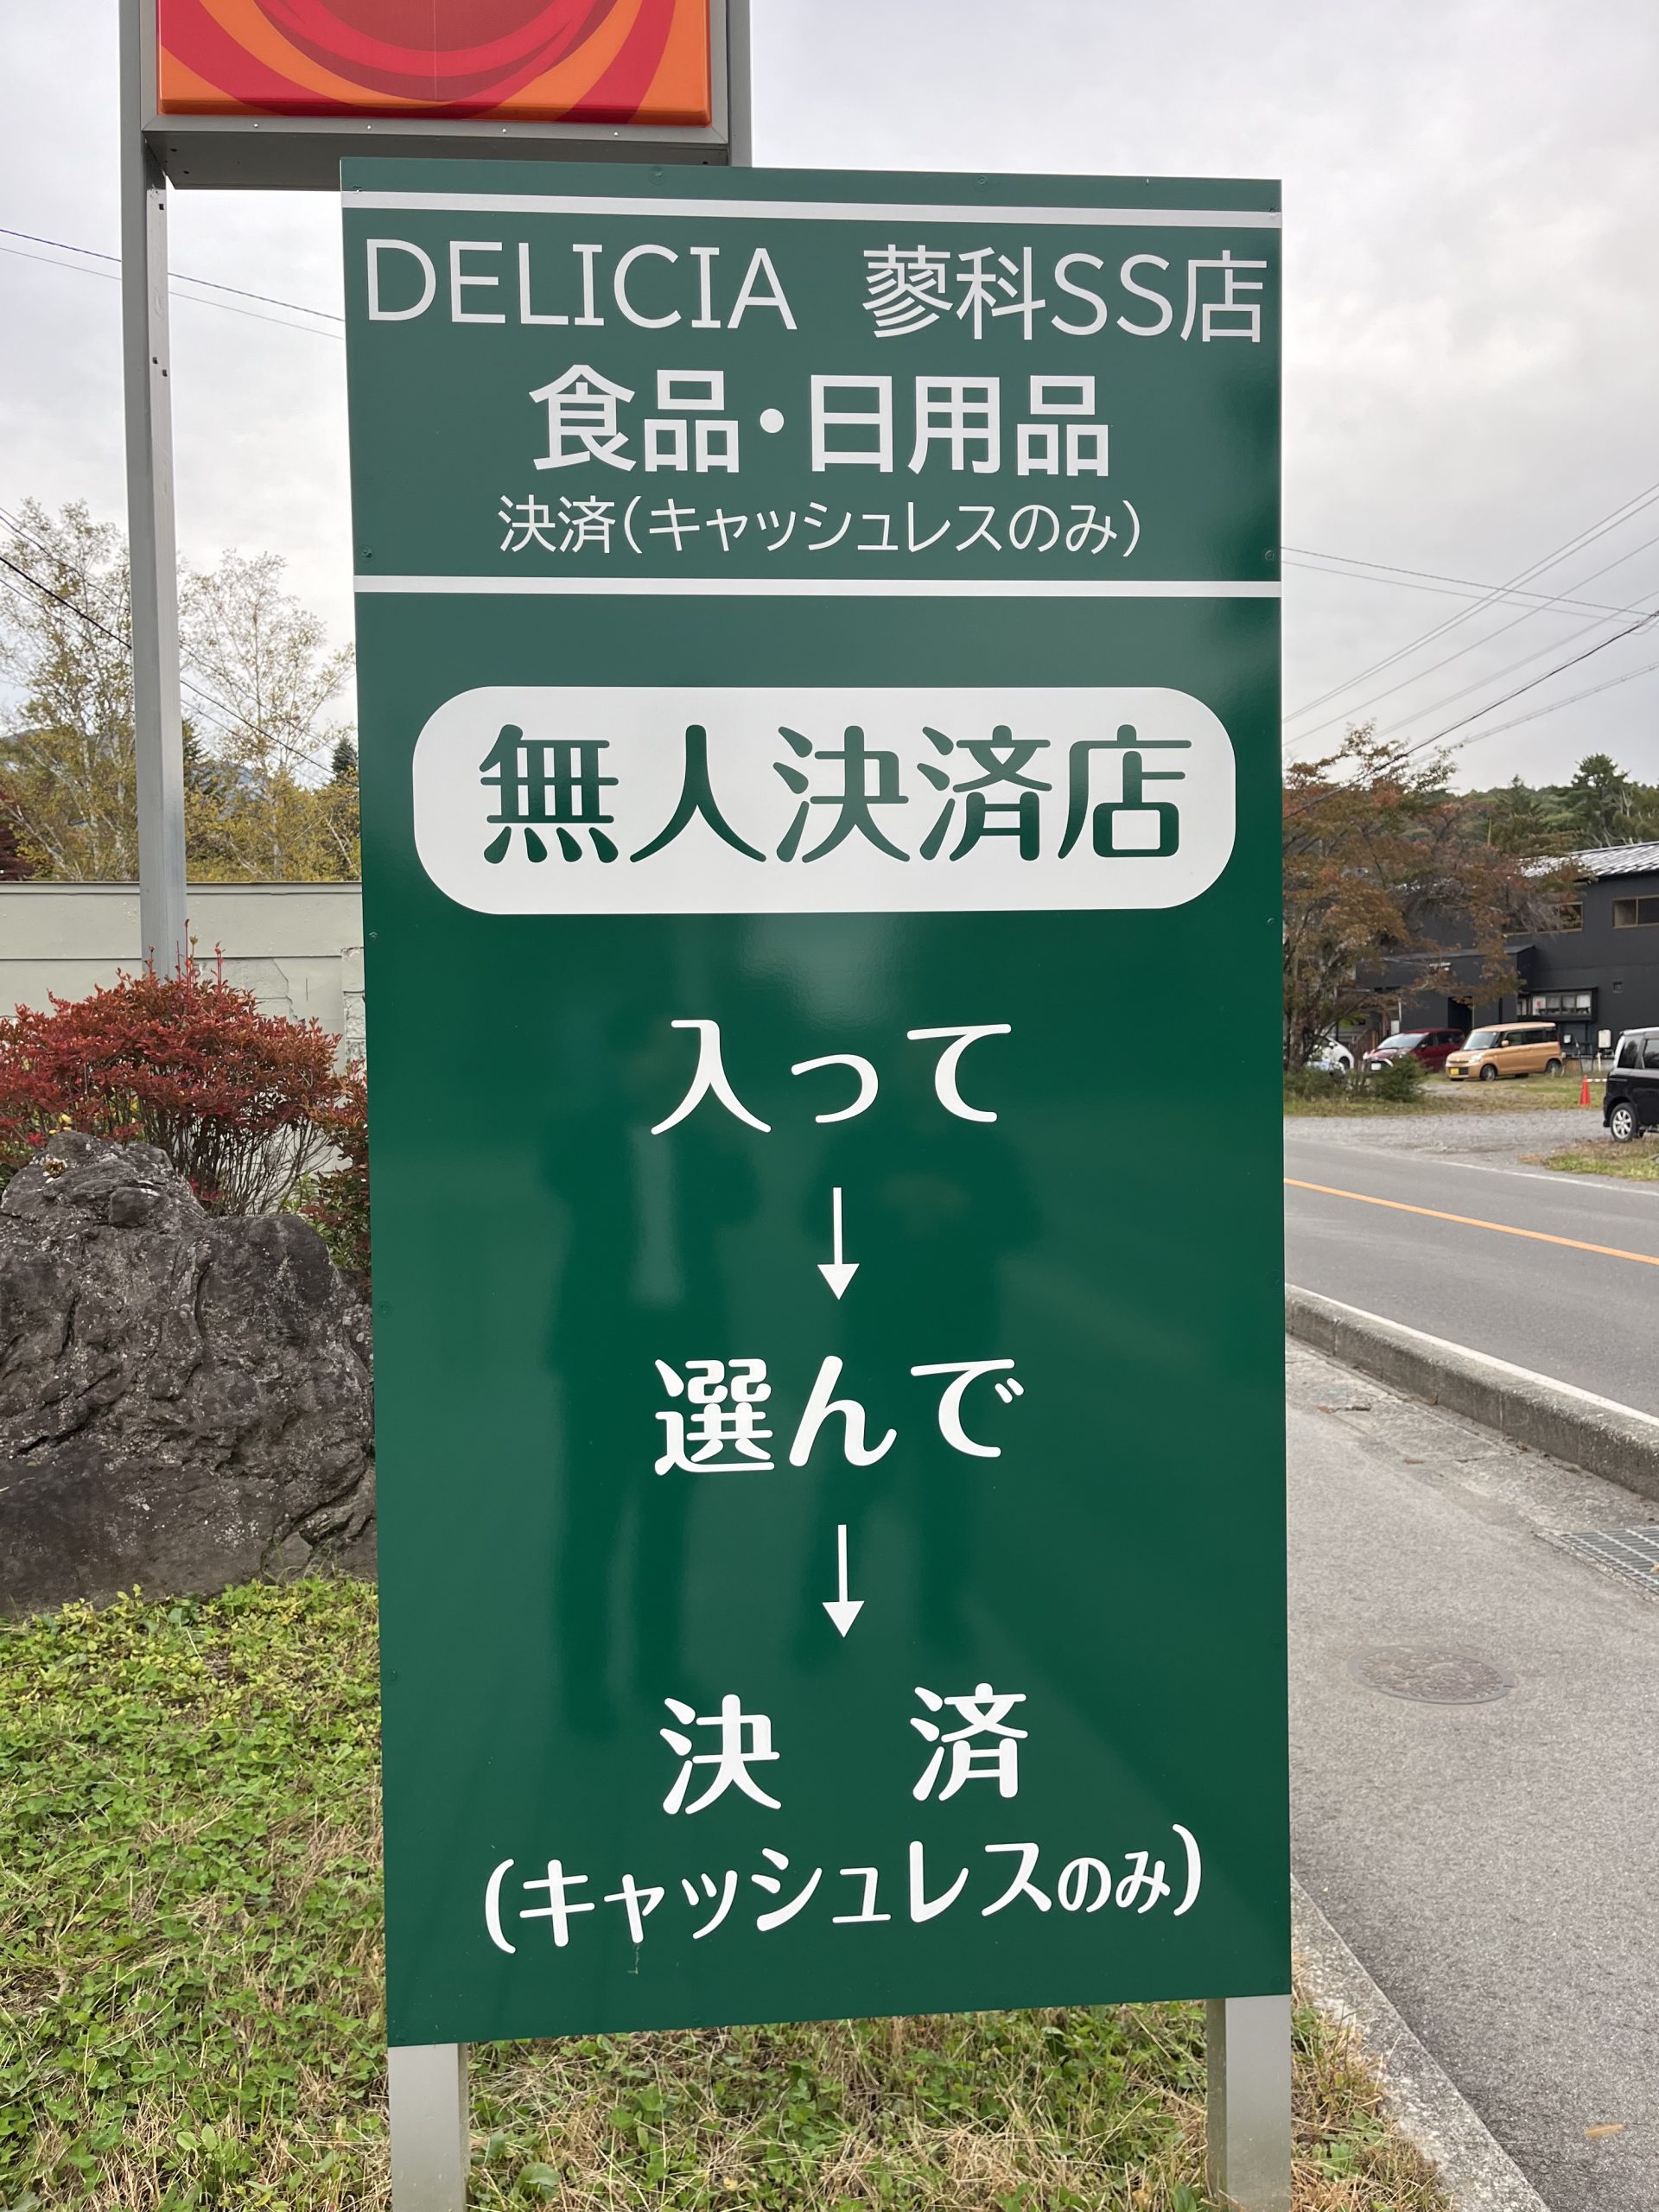 DELICIA 蓼科SS店
食品・日用品
決済(キャッシュレスのみ)
無人決済店
入って
↓
選んで
↓
決 済
(キャッシュレスのみ)